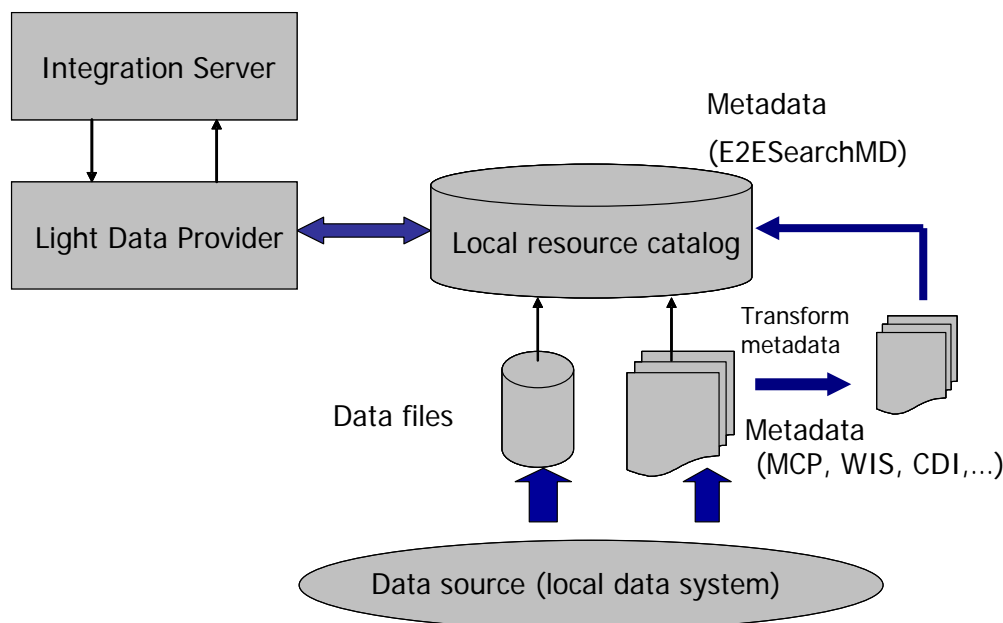 Integration Server
Metadata
(E2ESearchMD)
Light Data Provider
Local resource catalog
Transform
metadata
Data files
Metadata
(MCP, WIS, CDI,...)
Data source (local data system)